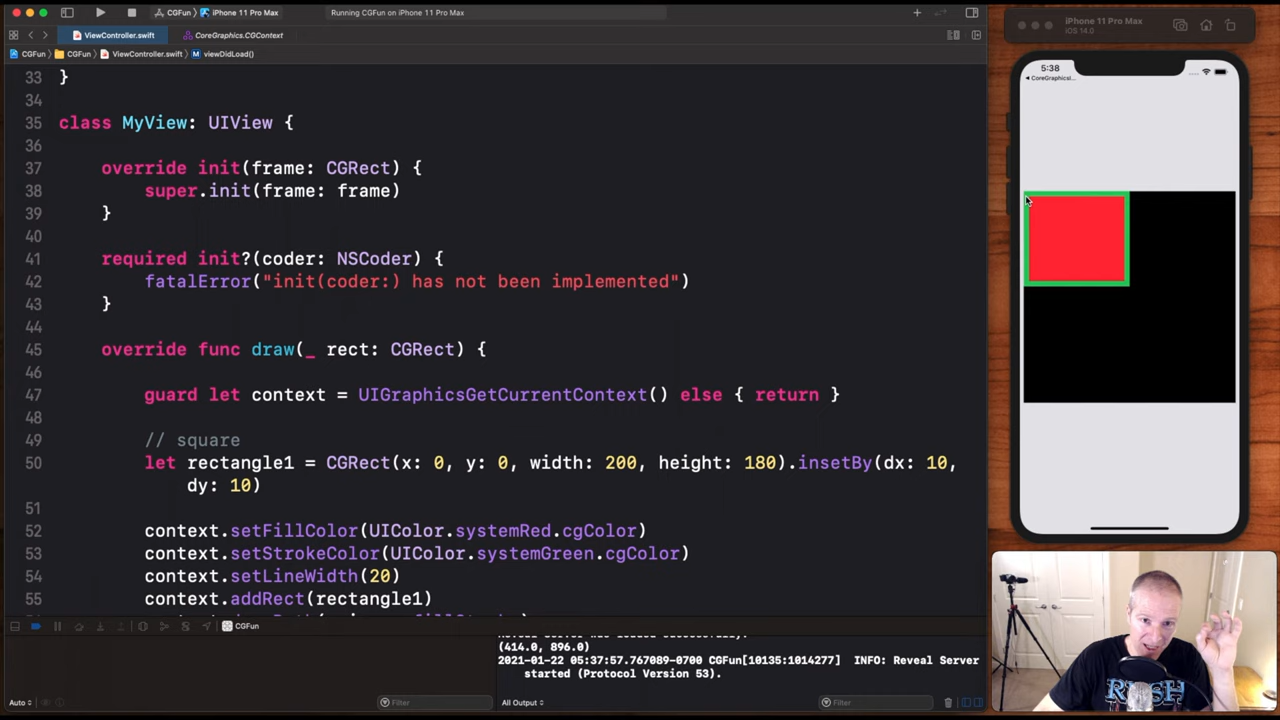 CGFun
iPhone 11 Pro Max
Running CGFun on iPhone 11 Pro Max
ViewController.swift
CoreGraphics.CGContext
CGFun
CGFun
ViewController.swift
viewDidLoad()
33 }
34
35 class MyView: UIView {
36
37 override init(frame: CGRect) {
38 super.init(frame: frame)
39 }
40
41 required init?(coder: NSCoder) {
42 fatalError("init(coder:) has not been implemented")
43 }
44
45 override func draw(_ rect: CGRect) {
46
47 guard let context = UIGraphicsGetCurrentContext() else { return }
48
49 // square
50 let rectangle1 = CGRect(x: 0, y: 0, width: 200, height: 180).insetBy(dx: 10,
dy: 10)
51
52 context.setFillColor(UIColor.systemRed.cgColor)
53 context.setStrokeColor(UIColor.systemGreen.cgColor)
54 context.setLineWidth(20)
55 context.addRect(rectangle1)
CGFun
(414.0, 896.0)
2021-01-22 05:37:57.767089-0700 CGFun[10135:1014277] INFO: Reveal Server
started (Protocol Version 53).
Auto
Filter
All Output
Filter
iPhone 11 Pro Max
iOS 14.0
5:38
CoreGraphicsI...
RUSH